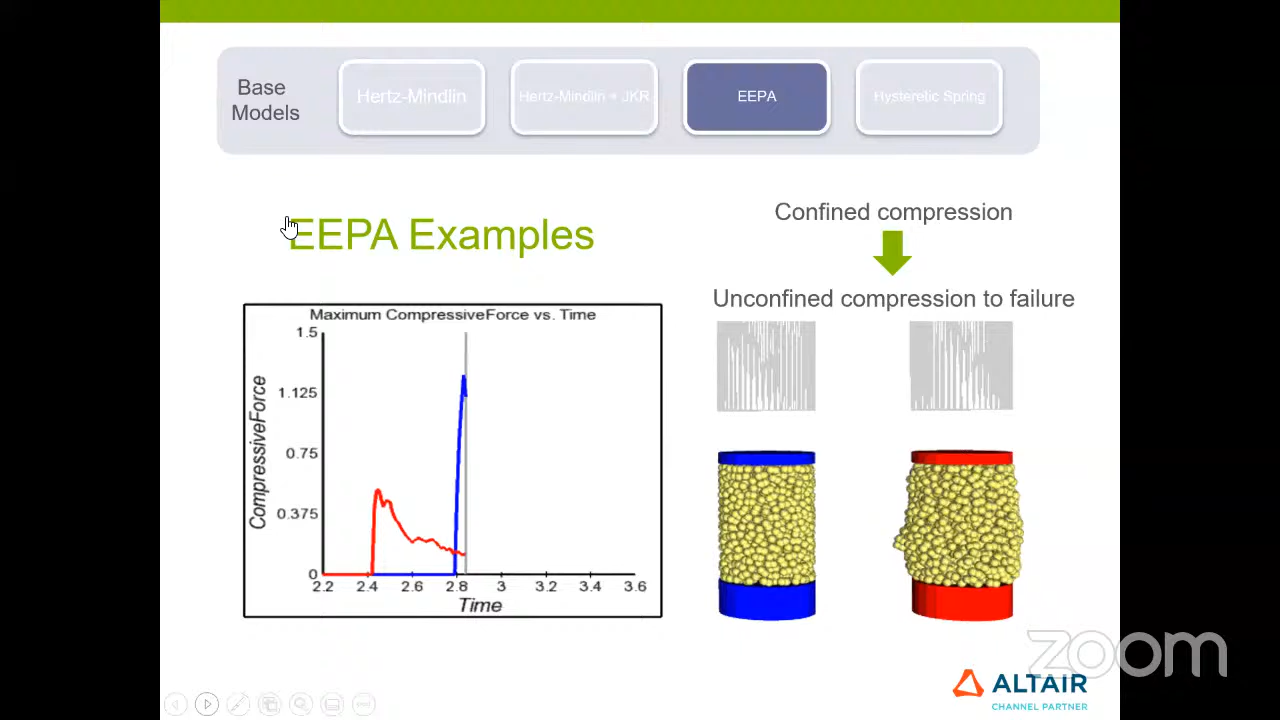 Base
Models
Hertz-Mindlin
Hertz-Mindlin + JKR
EEPA
Hysteretic Spring
EEPA Examples
Confined compression
Unconfined compression to failure
Maximum CompressiveForce vs. Time
CompressiveForce
1.5
1.125
0.75
0.375
0
2.2 2.4 2.6 2.8 3 3.2 3.4 3.6
Time
zoom
ALTAIR
CHANNEL PARTNER